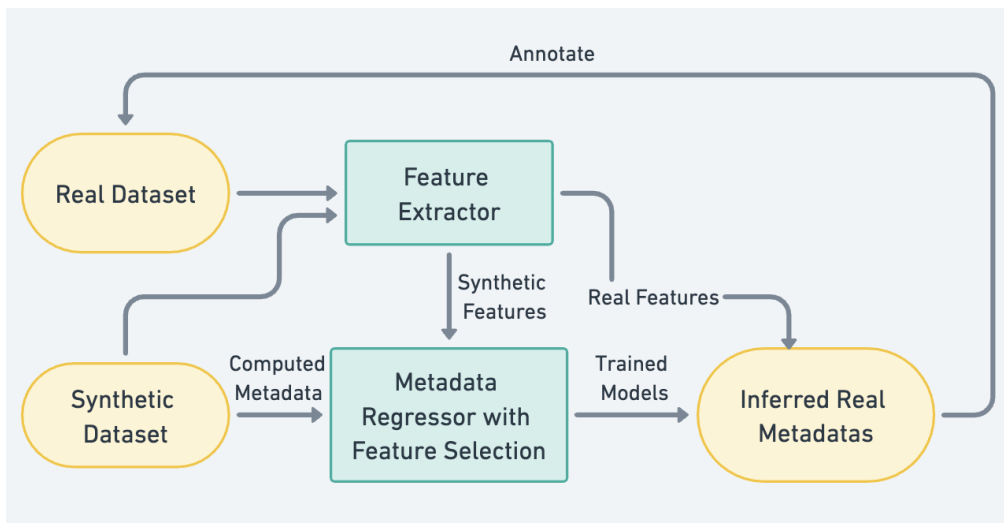 Annotate
Real Dataset
Feature
Extractor
Synthetic
Features
Real Features
Synthetic
Dataset
Computed
Metadata
Metadata
Regressor with
Feature Selection
Trained
Models
Inferred Real
Metadatas